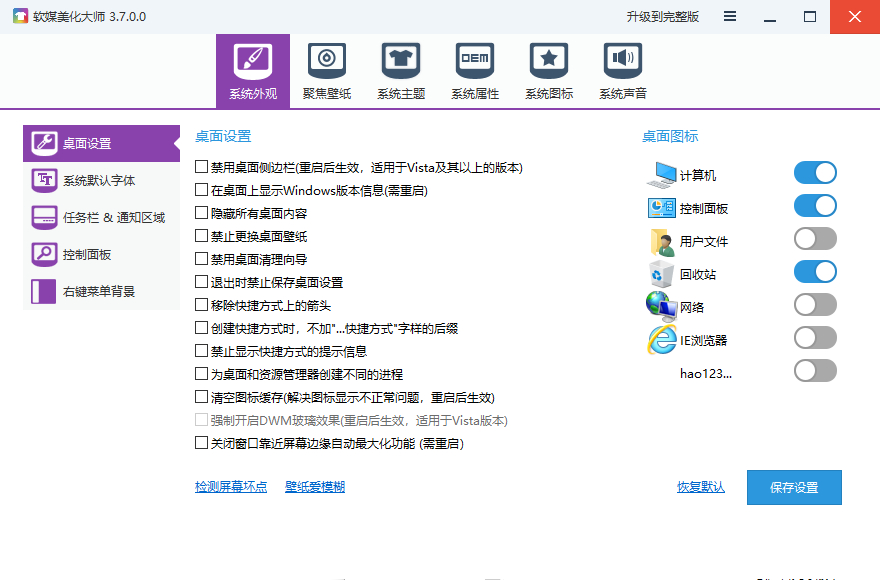 软媒美化大师 3.7.0.0
升级到完整版
OEM
系统外观
聚焦壁纸
系统主题
系统属性
系统图标
系统声音
桌面设置
系统默认字体
任务栏 & 通知区域
控制面板
右键菜单背景
桌面设置
禁用桌面侧边栏(重启后生效，适用于Vista及其以上的版本)
在桌面上显示Windows版本信息(需重启)
隐藏所有桌面内容
禁止更换桌面壁纸
禁用桌面清理向导
退出时禁止保存桌面设置
移除快捷方式上的箭头
创建快捷方式时，不加"...快捷方式"字样的后缀
禁止显示快捷方式的提示信息
为桌面和资源管理器创建不同的进程
清空图标缓存(解决图标显示不正常问题，重启后生效)
强制开启DWM玻璃效果(重启后生效，适用于Vista版本)
关闭窗口靠近屏幕边缘自动最大化功能 (需重启)
检测屏幕坏点
壁纸爱模糊
桌面图标
计算机
控制面板
用户文件
回收站
网络
IE浏览器
hao123...
恢复默认
保存设置